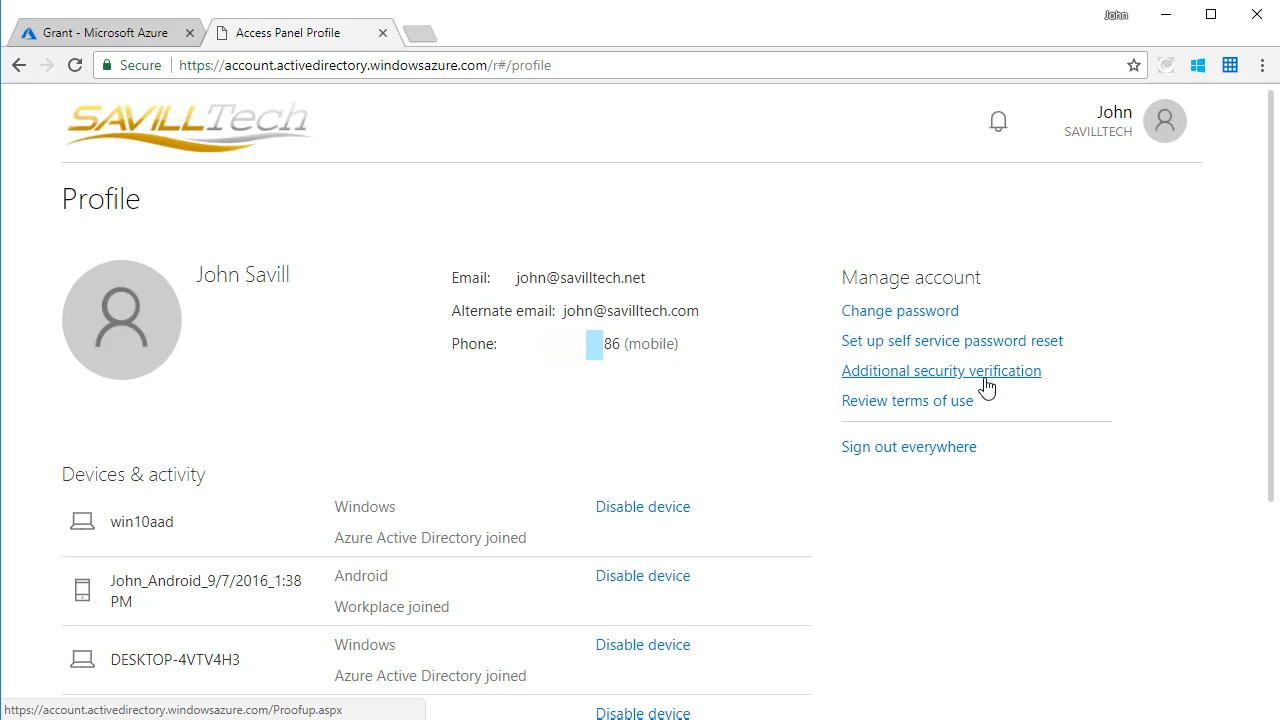 John
Grant - Microsoft Azure
Access Panel Profile
Secure
https://account.activedirectory.windowsazure.com/r#/profile
SAVILLTech
John
SAVILLTECH
Profile
John Savill
Email: john@savilltech.net
Alternate email: john@savilltech.com
Phone: 86 (mobile)
Manage account
Change password
Set up self service password reset
Additional security verification
Review terms of use
Sign out everywhere
Devices & activity
win10aad
Windows
Azure Active Directory joined
Disable device
John_Android_9/7/2016_1:38
PM
Android
Workplace joined
Disable device
DESKTOP-4VTV4H3
Windows
Azure Active Directory joined
Disable device
Disable device
https://account.activedirectory.windowsazure.com/Proofup.aspx